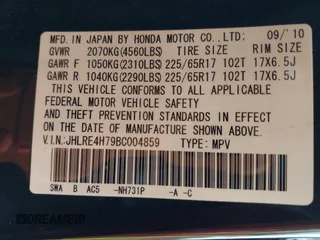 MFD. IN JAPAN BY HONDA MOTOR CO.,LTD: 09/'10
GVWR 2070KG(4560LBS) TIRE SIZE RIM SIZE
GAWR F 1050KG(2310LBS) 225/65R17 102T 17X6.5J
GAWR R 1040KG(2290LBS) 225/65R17 102T 17X6.5J
THIS VEHICLE CONFORMS TO ALL APPLICABLE
FEDERAL MOTOR VEHICLE SAFETY
AND THEFT PREVENTION STANDARDS IN EFFECT ON
THE DATE OF MANUFACTURE SHOWN ABOVE.
V.I.N:JHLRE4H79BC004859 TYPE: MPV
SWA B AC5 -NH731P -A -C
DREAMBID